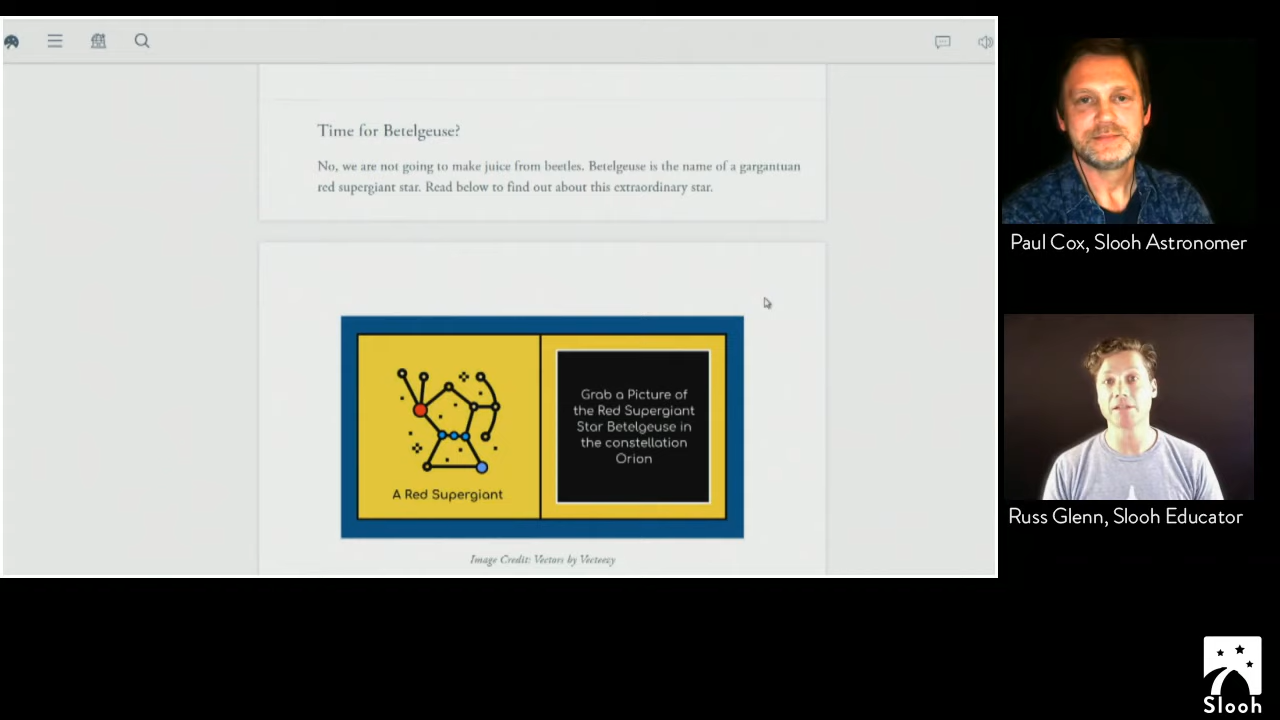 Time for Betelgeuse?
No, we are not going to make juice from beetles. Betelgeuse is the name of a gargantuan
red supergiant star. Read below to find out about this extraordinary star.
A Red Supergiant
Grab a Picture of
the Red Supergiant
Star Betelgeuse in
the constellation
Orion
Image Credit: Vectors by Vecteezy
Paul Cox, Slooh Astronomer
Russ Glenn, Slooh Educator
Slooh